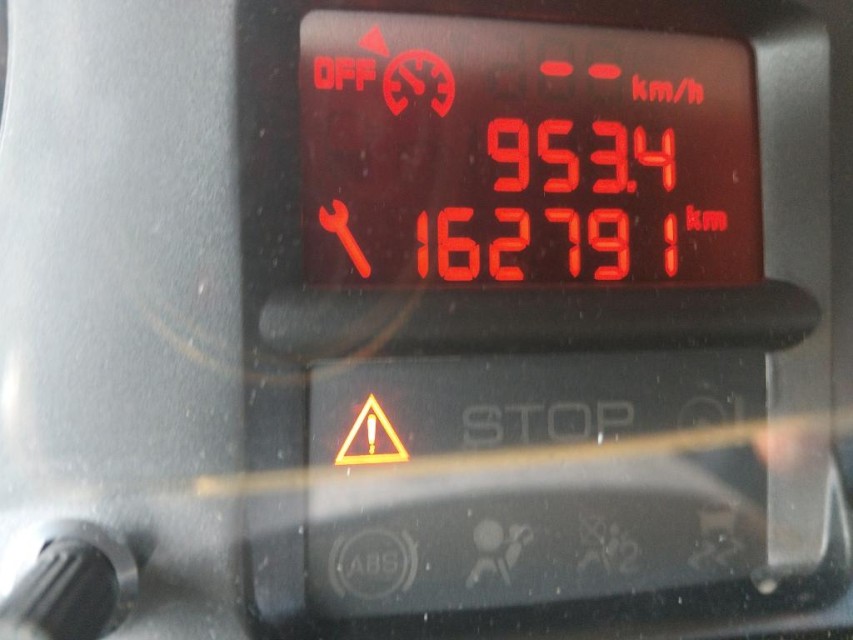 OFF -- km/h
953.4
162791 km
STOP
ABS